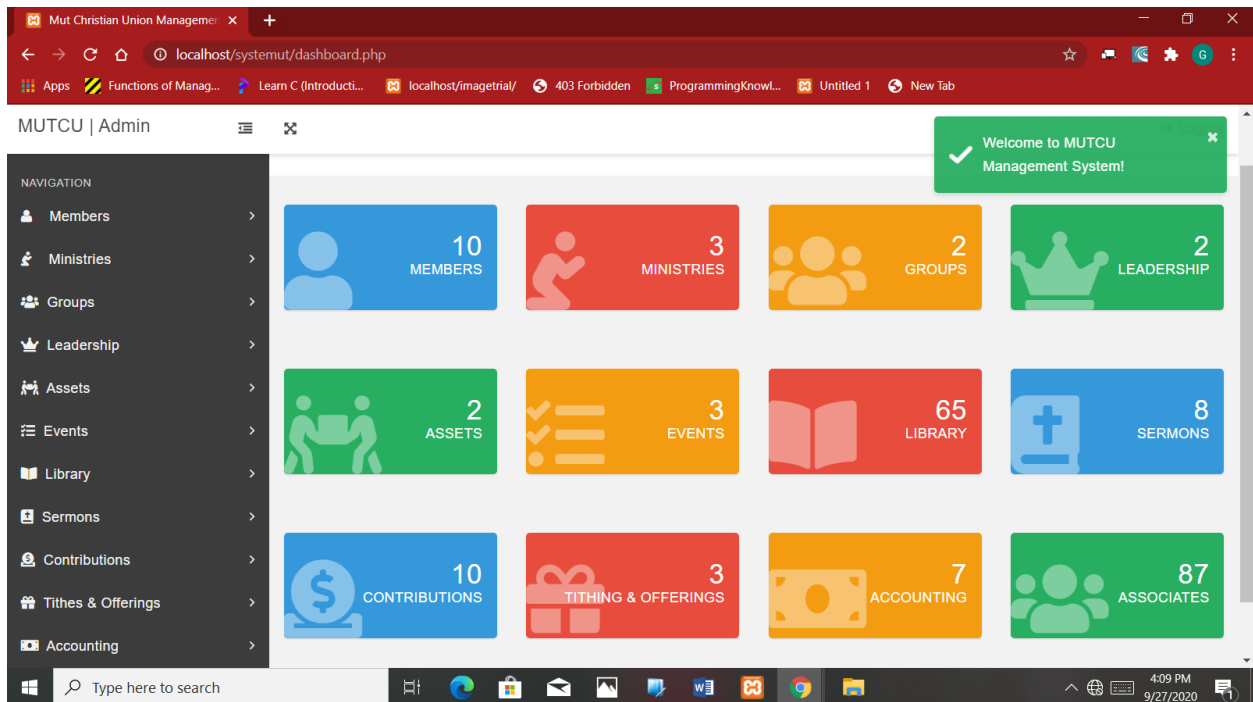 Mut Christian Union Managemen
localhost/systemut/dashboard.php
G
Apps Functions of Manag... Learn C (Introducti... localhost/imagetrial/ 403 Forbidden ProgrammingKnowl... Untitled 1 New Tab
MUTCU | Admin
Welcome to MUTCU
Management System!
NAVIGATION
Members
Ministries
Groups
Leadership
Assets
Events
Library
Sermons
Contributions
Tithes & Offerings
Accounting
10
MEMBERS
3
MINISTRIES
2
GROUPS
2
LEADERSHIP
2
ASSETS
3
EVENTS
65
LIBRARY
8
SERMONS
10
CONTRIBUTIONS
3
TITHING & OFFERINGS
7
ACCOUNTING
87
ASSOCIATES
Type here to search
4:09 PM
9/27/2020
1